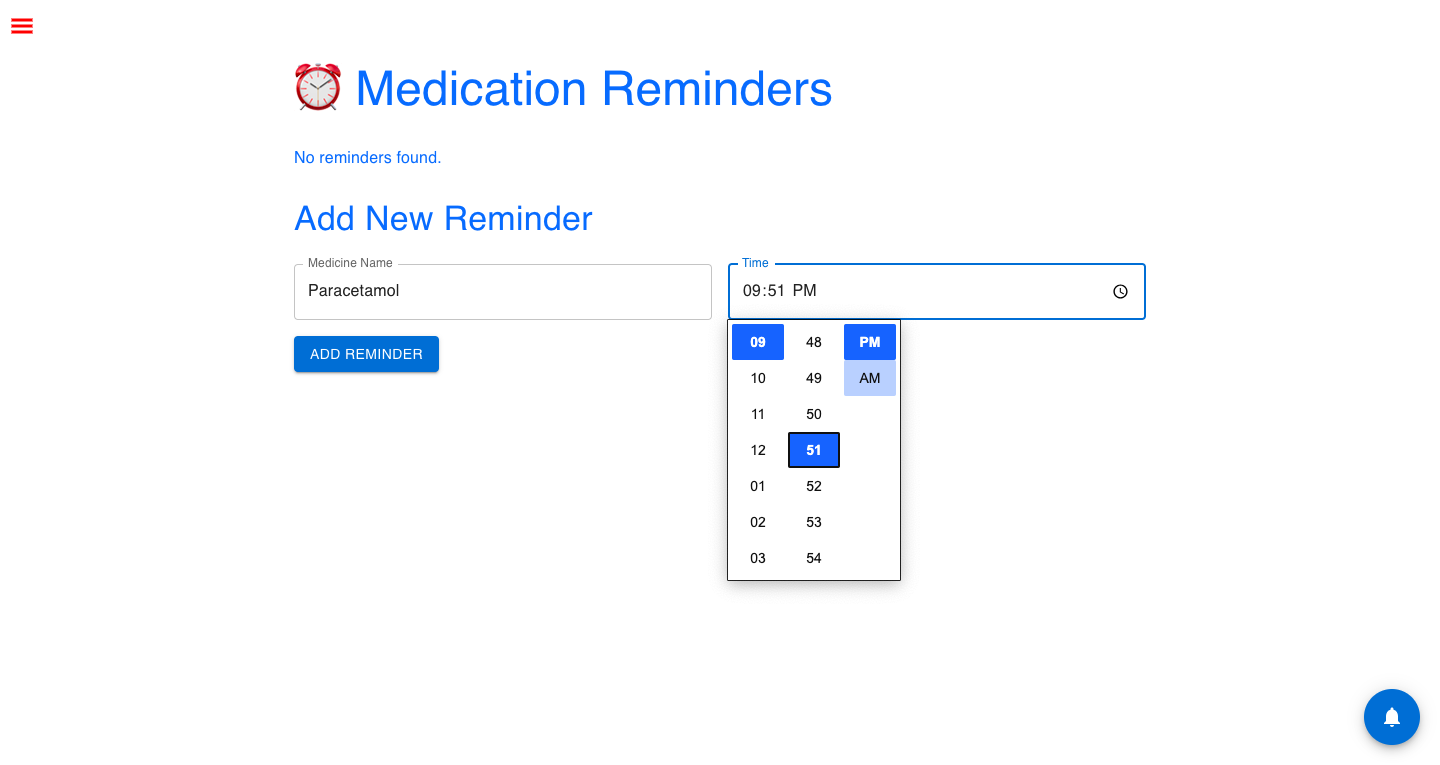 ⏰ Medication Reminders
No reminders found.
Add New Reminder
Medicine Name
Paracetamol
Time
09:51 PM
ADD REMINDER
09 48 PM
10 49 AM
11 50
12 51
01 52
02 53
03 54